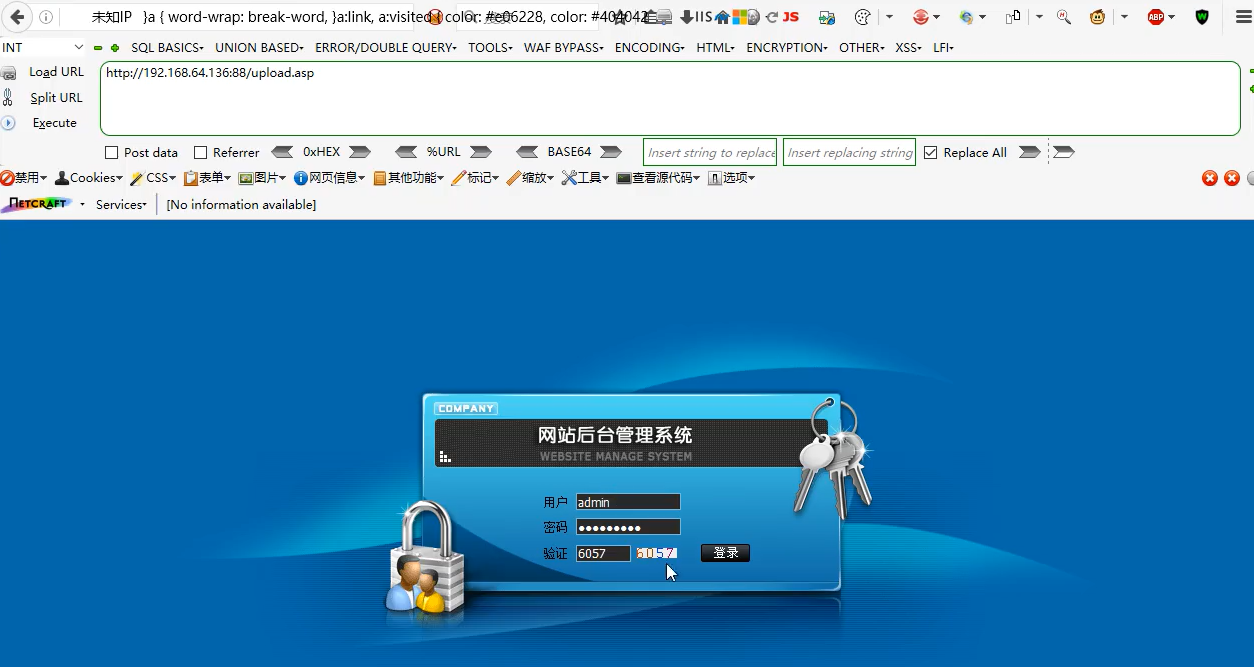 未知IP }a { word-wrap: break-word, }a:link, a:visited { color: #e06228, color: #404042 IIS JS ABP W
INT SQL BASICS UNION BASED ERROR/DOUBLE QUERY TOOLS WAF BYPASS ENCODING HTML ENCRYPTION OTHER XSS LFI
Load URL http://192.168.64.136:88/upload.asp
Split URL
Execute
Post data Referrer 0xHEX %URL BASE64 Insert string to replace Insert replacing string Replace All
禁用 Cookies CSS 表单 图片 网页信息 其他功能 标记 缩放 工具 查看源代码 选项
NETCRAFT Services [No information available]
COMPANY
网站后台管理系统
WEBSITE MANAGE SYSTEM
用户 admin
密码 ●●●●●●●●●
验证 6057 6057 登录